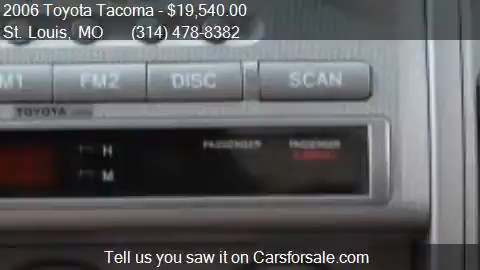 2006 Toyota Tacoma - $19,540.00
St. Louis, MO (314) 478-8382
M1 FM2 DISC SCAN
TOYOTA
PASSENGER PASSENGER
H
M
Tell us you saw it on Carsforsale.com